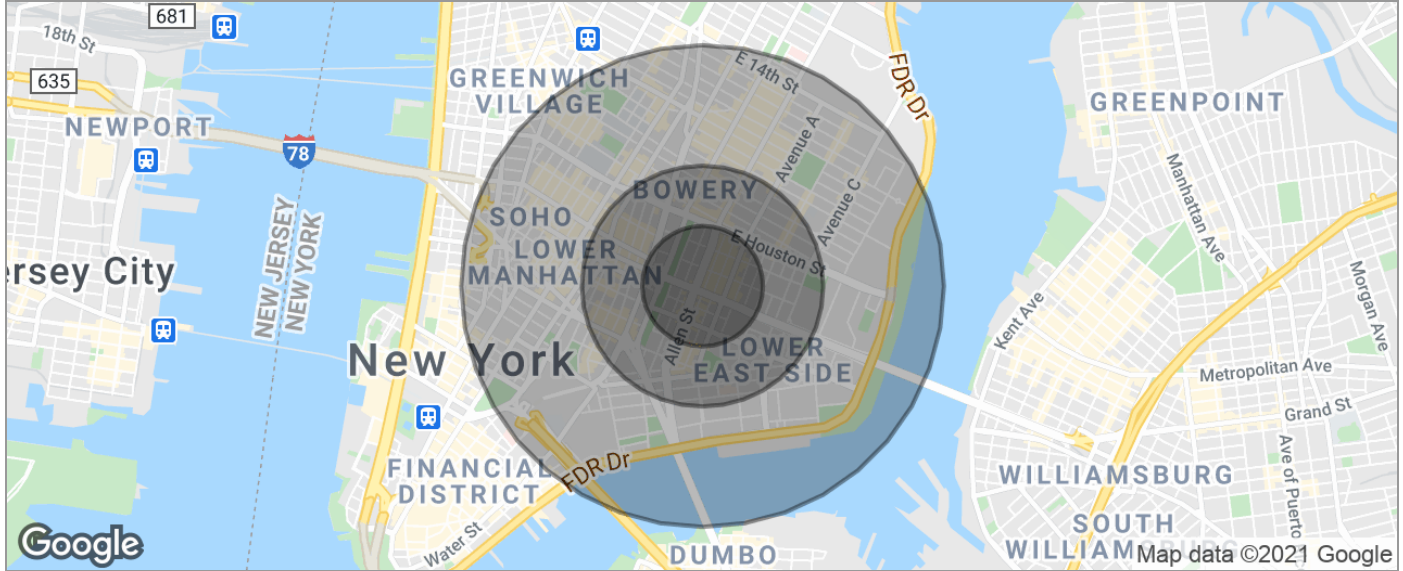 681
18th St
635
NEWPORT
78
GREENWICH
VILLAGE
E 14th St
FDR Dr
GREENPOINT
Avenue A
Manhattan Ave
BOWERY
Avenue C
SOHO
LOWER
MANHATTAN
E Houston St
NEW JERSEY
NEW YORK
ersey City
Allen St
Kent Ave
Morgan Ave
New York
LOWER
EAST SIDE
Metropolitan Ave
Grand St
Ave of Puerto
FINANCIAL
DISTRICT
FDR Dr
WILLIAMSBURG
Water St
SOUTH
WILLIAMSBURG
DUMBO
Google
Map data ©2021 Google